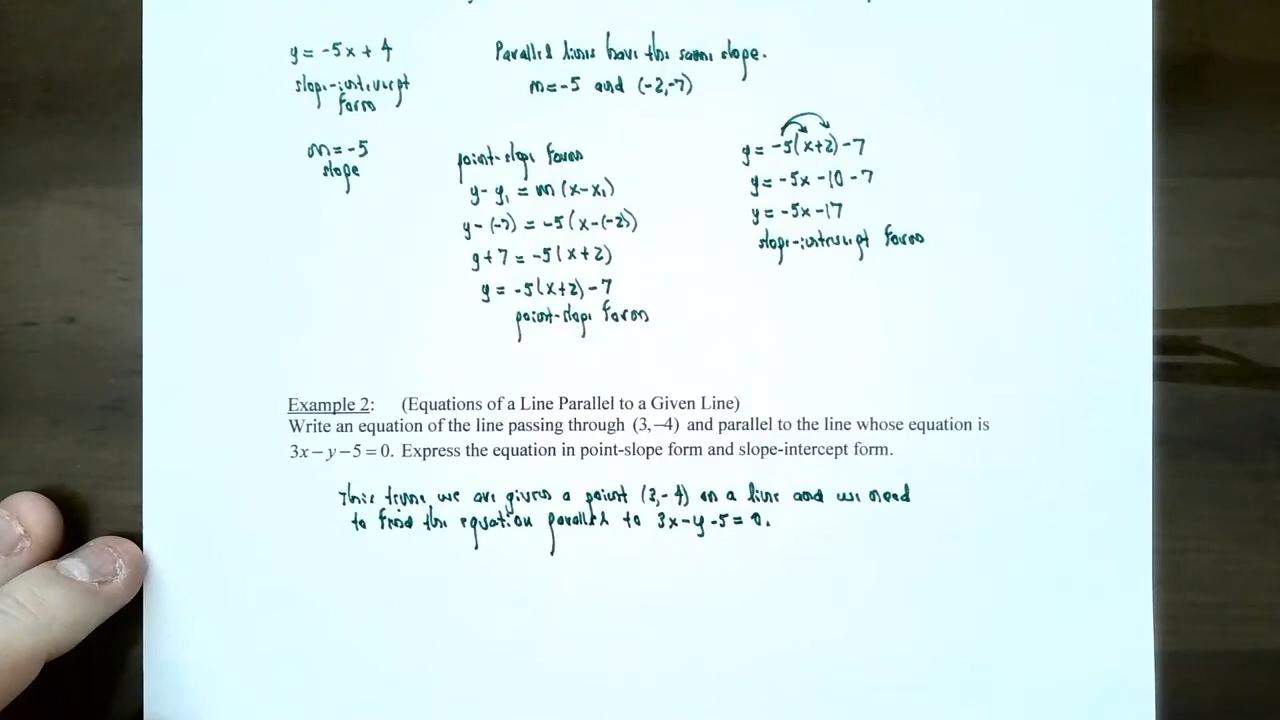 y = -5x + 4
slope-intercept
form
m = -5
slope
Parallel lines have the same slope.
m = -5 and (-2,-7)
point-slope form
y - y₁ = m (x - x₁)
y - (-7) = -5 (x - (-2))
y + 7 = -5 (x + 2)
y = -5(x+2) - 7
point-slope form
y = -5(x+2) - 7
y = -5x - 10 - 7
y = -5x - 17
slope-intercept form
Example 2: (Equations of a Line Parallel to a Given Line)
Write an equation of the line passing through (3,−4) and parallel to the line whose equation is
3x − y − 5 = 0. Express the equation in point-slope form and slope-intercept form.
This time we are given a point (3,-4) on a line and we need
to find the equation parallel to 3x - y - 5 = 0.